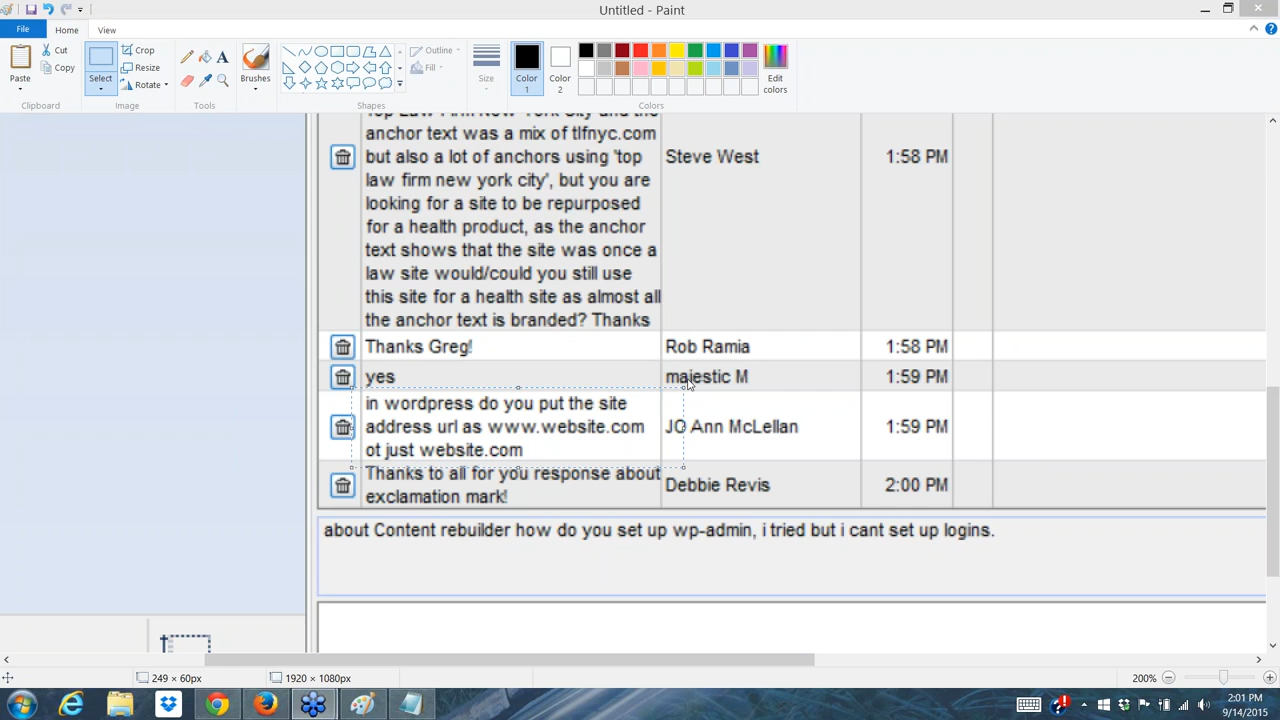 Untitled - Paint
File
Home
View
Paste
Cut
Copy
Clipboard
Select
Crop
Resize
Rotate
Image
A
Tools
Brushes
Outline
Fill
Shapes
Size
Color 1
Color 2
Edit colors
Colors
Top Law Firm New York City and the
anchor text was a mix of tlfnyc.com
but also a lot of anchors using 'top
law firm new york city', but you are
looking for a site to be repurposed
for a health product, as the anchor
text shows that the site was once a
law site would/could you still use
this site for a health site as almost all
the anchor text is branded? Thanks
Steve West
1:58 PM
Thanks Greg!
Rob Ramia
1:58 PM
yes
majestic M
1:59 PM
in wordpress do you put the site
address url as www.website.com
ot just website.com
JO Ann McLellan
1:59 PM
Thanks to all for you response about
exclamation mark!
Debbie Revis
2:00 PM
about Content rebuilder how do you set up wp-admin, i tried but i cant set up logins.
249 × 60px
1920 × 1080px
200%
2:01 PM
9/14/2015